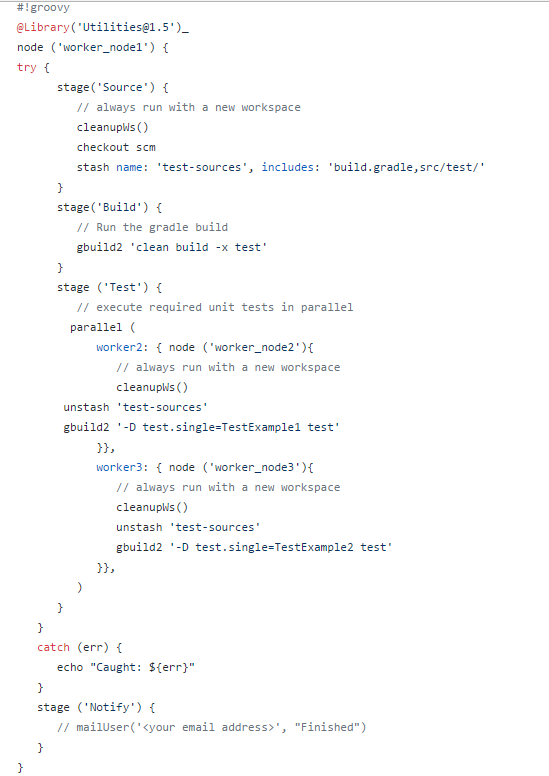 #!groovy
@Library('Utilities@1.5')_
node ('worker_node1') {
try {
stage('Source') {
// always run with a new workspace
cleanupWs()
checkout scm
stash name: 'test-sources', includes: 'build.gradle,src/test/'
}
stage('Build') {
// Run the gradle build
gbuild2 'clean build -x test'
}
stage ('Test') {
// execute required unit tests in parallel
parallel (
worker2: { node ('worker_node2'){
// always run with a new workspace
cleanupWs()
unstash 'test-sources'
gbuild2 '-D test.single=TestExample1 test'
}},
worker3: { node ('worker_node3'){
// always run with a new workspace
cleanupWs()
unstash 'test-sources'
gbuild2 '-D test.single=TestExample2 test'
}},
)
}
}
catch (err) {
echo "Caught: ${err}"
}
stage ('Notify') {
// mailUser('<your email address>', "Finished")
}
}